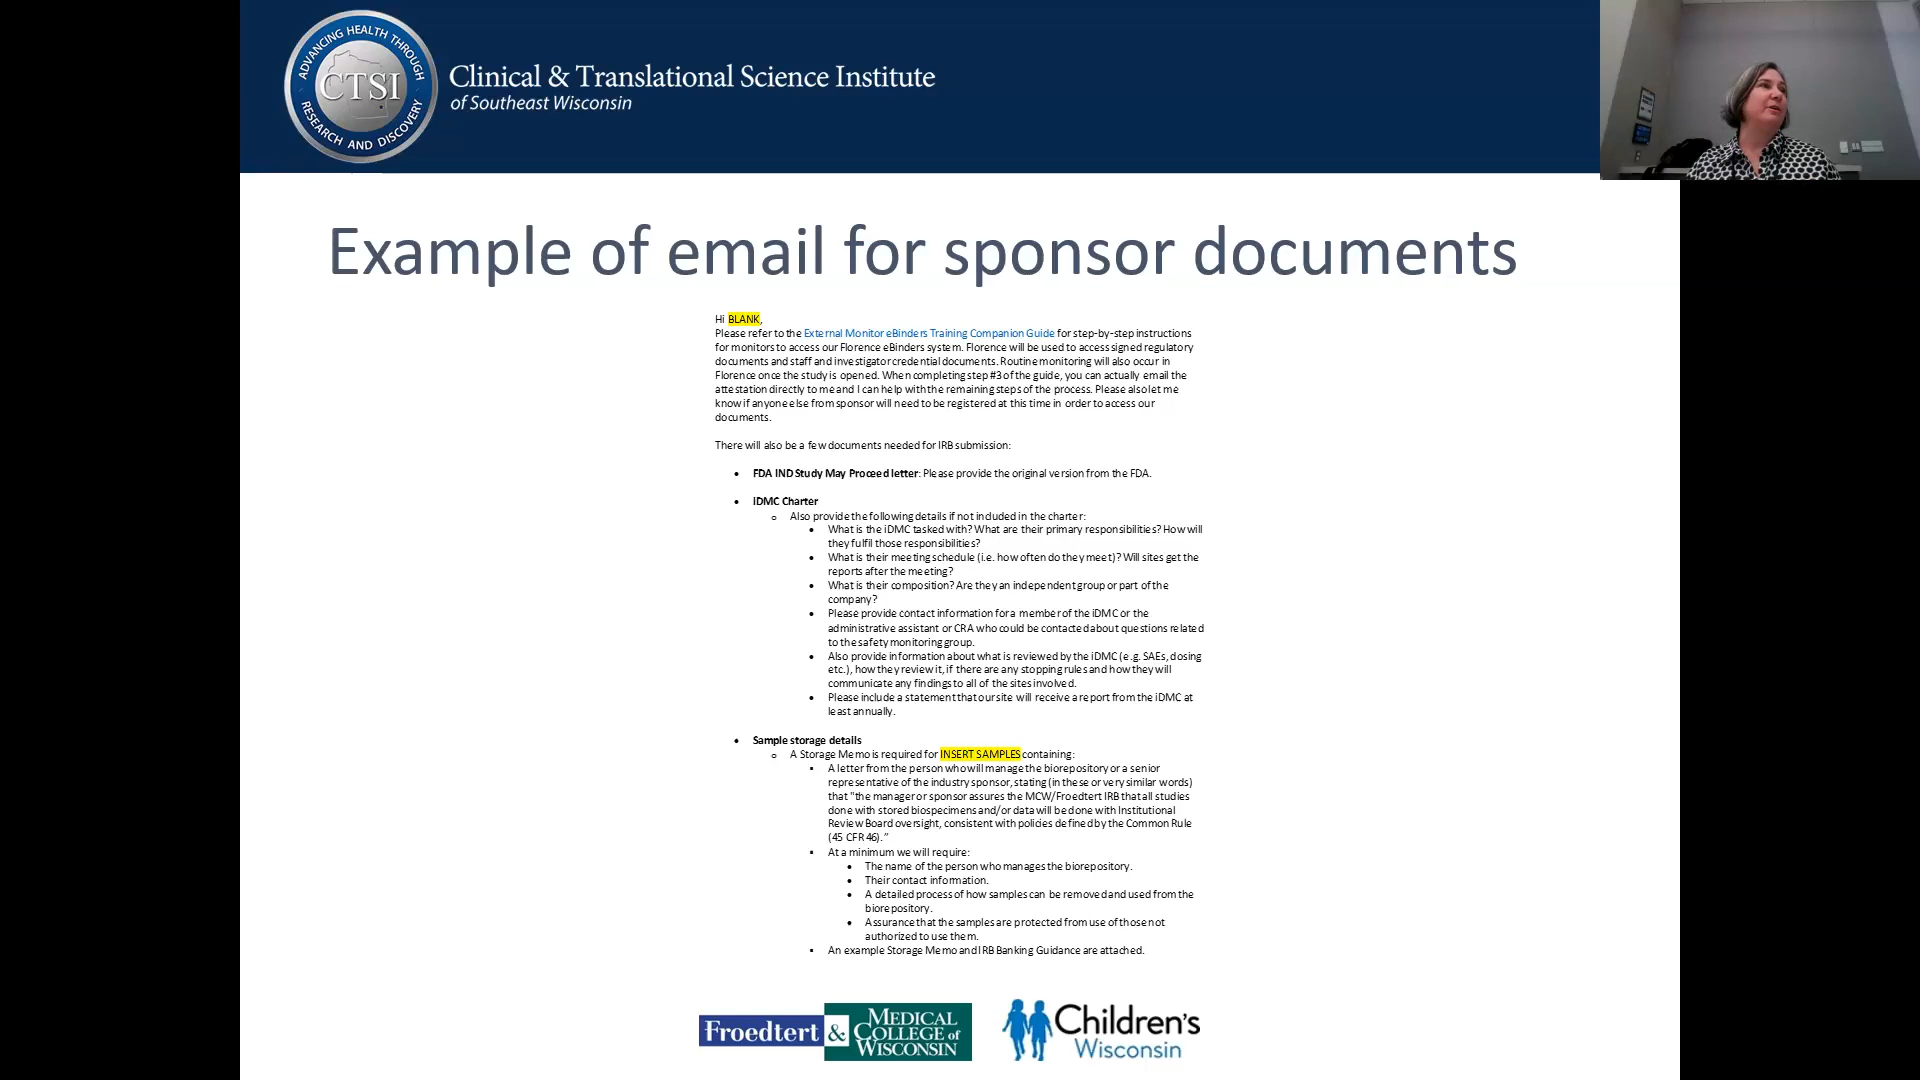 ADVANCING HEALTH THROUGH
CTSI
RESEARCH AND DISCOVERY
Clinical & Translational Science Institute
of Southeast Wisconsin
Example of email for sponsor documents
Hi BLANK,
Please refer to the External Monitor eBinders Training Companion Guide for step-by-step instructions
for monitors to access our Florence eBinders system. Florence will be used to access signed regulatory
documents and staff and investigator credential documents. Routine monitoring will also occur in
Florence once the study is opened. When completing step #3 of the guide, you can actually email the
attestation directly to me and I can help with the remaining steps of the process. Please also let me
know if anyone else from sponsor will need to be registered at this time in order to access our
documents.
There will also be a few documents needed for IRB submission:
• FDA IND Study May Proceed letter: Please provide the original version from the FDA.
• iDMC Charter
o Also provide the following details if not included in the charter:
• What is the iDMC tasked with? What are their primary responsibilities? How will
they fulfil those responsibilities?
• What is their meeting schedule (i.e. how often do they meet)? Will sites get the
reports after the meeting?
• What is their composition? Are they an independent group or part of the
company?
• Please provide contact information for a member of the iDMC or the
administrative assistant or CRA who could be contacted about questions related
to the safety monitoring group.
• Also provide information about what is reviewed by the iDMC (e.g. SAEs, dosing
etc.), how they review it, if there are any stopping rules and how they will
communicate any findings to all of the sites involved.
• Please include a statement that our site will receive a report from the iDMC at
least annually.
• Sample storage details
o A Storage Memo is required for INSERT SAMPLES containing:
▪ A letter from the person who will manage the biorepository or a senior
representative of the industry sponsor, stating (in these or very similar words)
that "the manager or sponsor assures the MCW/Froedtert IRB that all studies
done with stored biospecimens and/or data will be done with Institutional
Review Board oversight, consistent with policies defined by the Common Rule
(45 CFR 46)."
▪ At a minimum we will require:
• The name of the person who manages the biorepository.
• Their contact information.
• A detailed process of how samples can be removed and used from the
biorepository.
• Assurance that the samples are protected from use of those not
authorized to use them.
▪ An example Storage Memo and IRB Banking Guidance are attached.
Froedtert & MEDICAL
COLLEGE of
WISCONSIN
Children's
Wisconsin